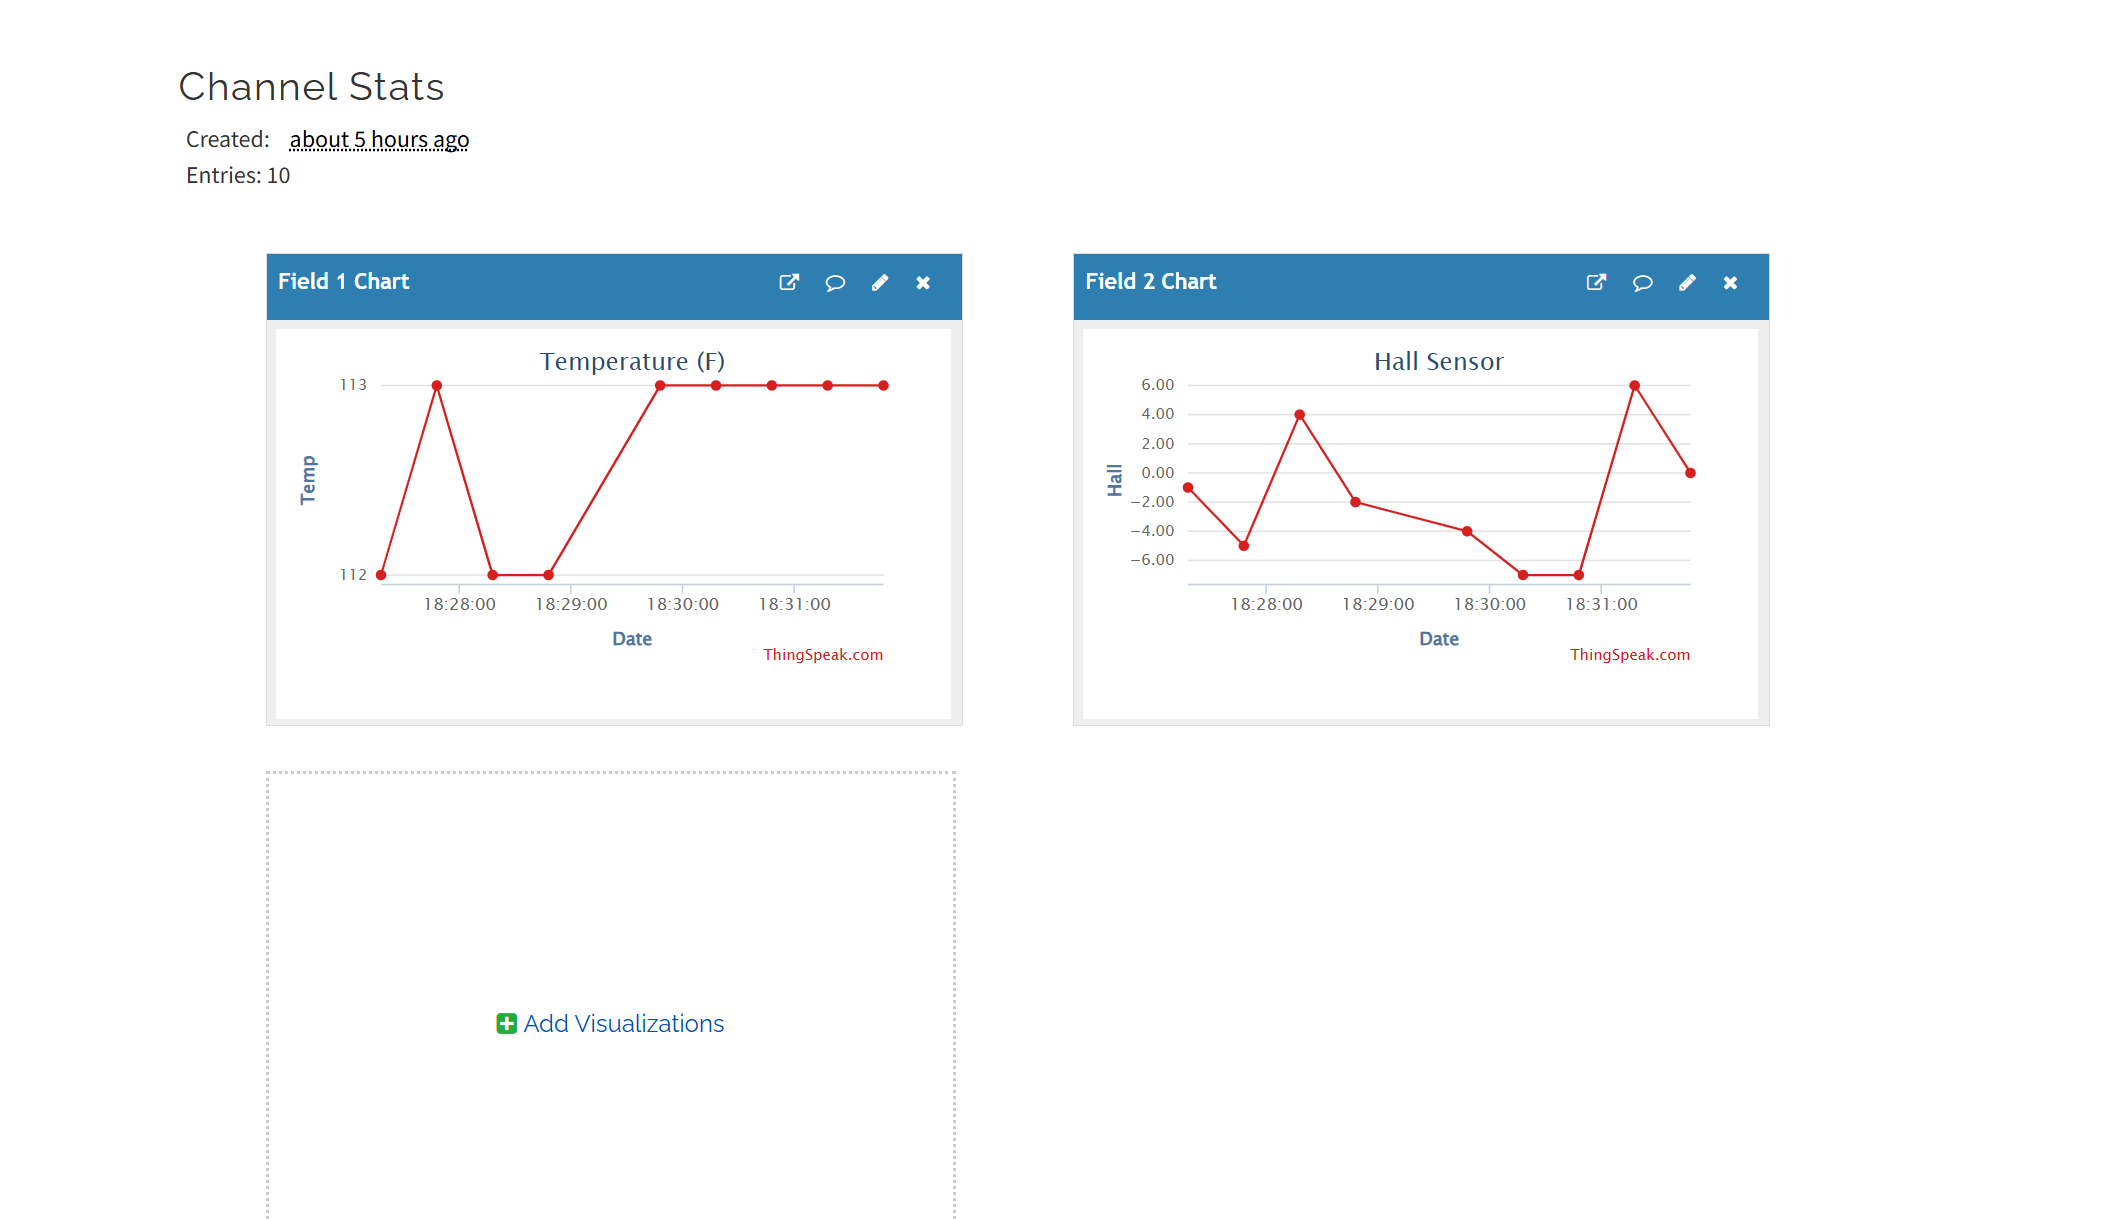 Channel Stats
Created: about 5 hours ago
Entries: 10
Field 1 Chart
Temperature (F)
113
112
Temp
18:28:00 18:29:00 18:30:00 18:31:00
Date
ThingSpeak.com
Field 2 Chart
Hall Sensor
6.00
4.00
2.00
0.00
−2.00
−4.00
−6.00
Hall
18:28:00 18:29:00 18:30:00 18:31:00
Date
ThingSpeak.com
Add Visualizations